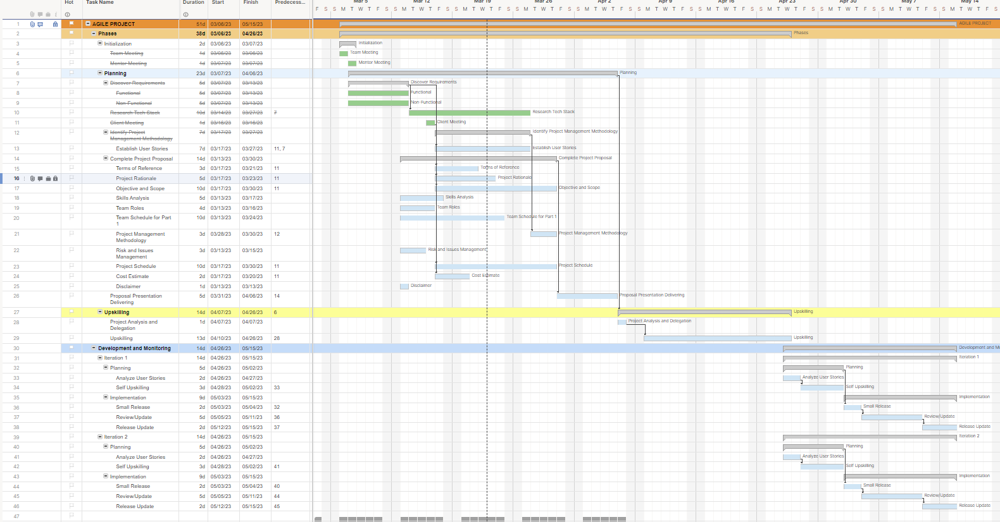 Mar 5 Mar 12 Mar 19 Mar 26 Apr 2 Apr 9 Apr 16 Apr 23 Apr 30 May 7 May 14
Hot Task Name Duration Start Finish Predecess...
F S S M T W T F S S M T W T F S S M T W T F S S M T W T F S S M T W T F S S M T W T F S S M T W T F S S M T W T F S S M T W T F S S M T W T F S S M T W T F S
1 AGILE PROJECT 51d 03/06/23 05/15/23 AGILE PROJECT
2 Phases 38d 03/06/23 04/26/23 Phases
3 Initialization 2d 03/06/23 03/07/23 Initialization
4 Team Meeting 1d 03/06/23 03/06/23 Team Meeting
5 Mentor Meeting 1d 03/07/23 03/07/23 Mentor Meeting
6 Planning 23d 03/07/23 04/06/23 Planning
7 Discover Requirements 5d 03/07/23 03/13/23 Discover Requirements
8 Functional 5d 03/07/23 03/13/23 Functional
9 Non-Functional 5d 03/07/23 03/13/23 Non-Functional
10 Research Tech Stack 10d 03/14/23 03/27/23 7 Research Tech Stack
11 Client Meeting 1d 03/16/23 03/16/23 Client Meeting
12 Identify Project 7d 03/17/23 03/27/23 Identify Project Management Methodology
Management Methodology
13 Establish User Stories 7d 03/17/23 03/27/23 11, 7 Establish User Stories
14 Complete Project Proposal 14d 03/13/23 03/30/23 Complete Project Proposal
15 Terms of Reference 3d 03/17/23 03/21/23 11 Terms of Reference
16 Project Rationale 5d 03/17/23 03/23/23 11 Project Rationale
17 Objective and Scope 10d 03/17/23 03/30/23 11 Objective and Scope
18 Skills Analysis 5d 03/13/23 03/17/23 Skills Analysis
19 Team Roles 4d 03/13/23 03/16/23 Team Roles
20 Team Schedule for Part 10d 03/13/23 03/24/23 Team Schedule for Part 1
1
21 Project Management 3d 03/28/23 03/30/23 12 Project Management Methodology
Methodology
22 Risk and Issues 3d 03/13/23 03/15/23 Risk and Issues Management
Management
23 Project Schedule 10d 03/17/23 03/30/23 11 Project Schedule
24 Cost Estimate 2d 03/17/23 03/20/23 11 Cost Estimate
25 Disclaimer 1d 03/13/23 03/13/23 Disclaimer
26 Proposal Presentation 5d 03/31/23 04/06/23 14 Proposal Presentation Delivering
Delivering
27 Upskilling 14d 04/07/23 04/26/23 6 Upskilling
28 Project Analysis and 1d 04/07/23 04/07/23 Project Analysis and Delegation
Delegation
29 Upskilling 13d 04/10/23 04/26/23 28 Upskilling
30 Development and Monitoring 14d 04/26/23 05/15/23 Development and Mo
31 Iteration 1 14d 04/26/23 05/15/23 Iteration 1
32 Planning 5d 04/26/23 05/02/23 Planning
33 Analyze User Stories 2d 04/26/23 04/27/23 Analyze User Stories
34 Self Upskilling 3d 04/28/23 05/02/23 33 Self Upskilling
35 Implementation 9d 05/03/23 05/15/23 Implementation
36 Small Release 2d 05/03/23 05/04/23 32 Small Release
37 Review/Update 5d 05/05/23 05/11/23 36 Review/Update
38 Release Update 2d 05/12/23 05/15/23 37 Release Update
39 Iteration 2 14d 04/26/23 05/15/23 Iteration 2
40 Planning 5d 04/26/23 05/02/23 Planning
41 Analyze User Stories 2d 04/26/23 04/27/23 Analyze User Stories
42 Self Upskilling 3d 04/28/23 05/02/23 41 Self Upskilling
43 Implementation 9d 05/03/23 05/15/23 Implementation
44 Small Release 2d 05/03/23 05/04/23 40 Small Release
45 Review/Update 5d 05/05/23 05/11/23 44 Review/Update
46 Release Update 2d 05/12/23 05/15/23 45 Release Update
47